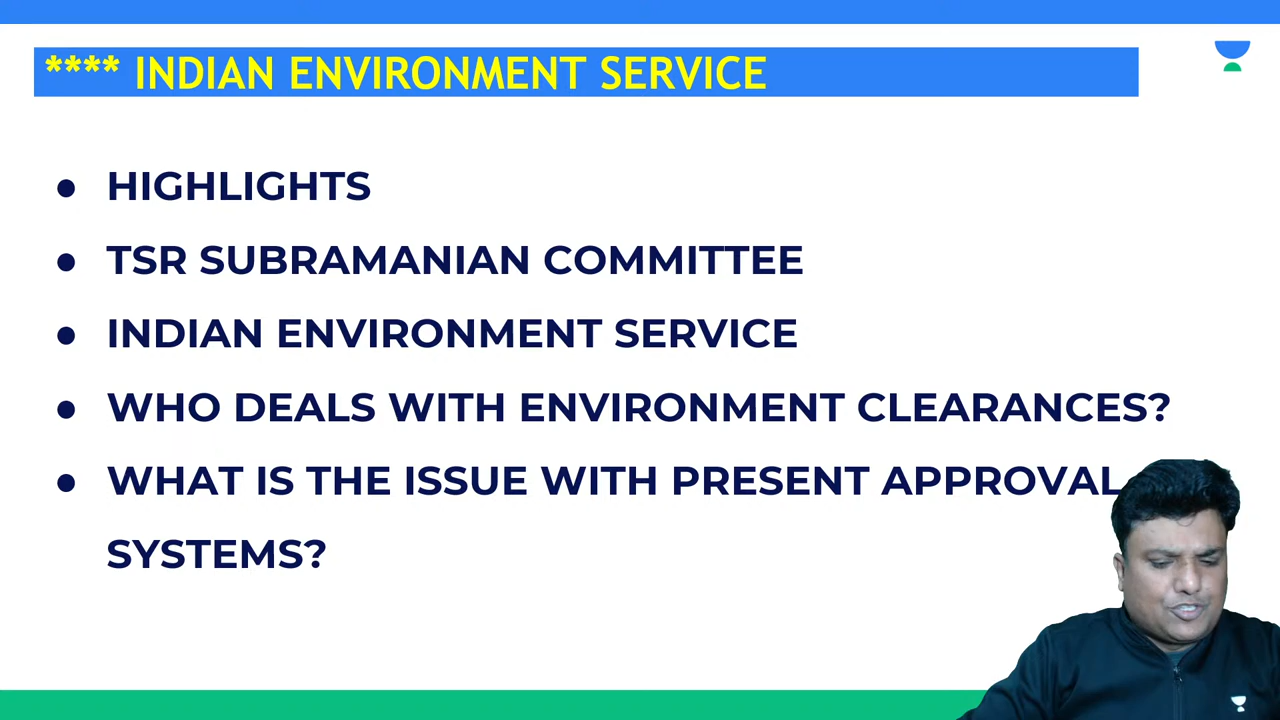 **** INDIAN ENVIRONMENT SERVICE
● HIGHLIGHTS
● TSR SUBRAMANIAN COMMITTEE
● INDIAN ENVIRONMENT SERVICE
● WHO DEALS WITH ENVIRONMENT CLEARANCES?
● WHAT IS THE ISSUE WITH PRESENT APPROVAL
SYSTEMS?